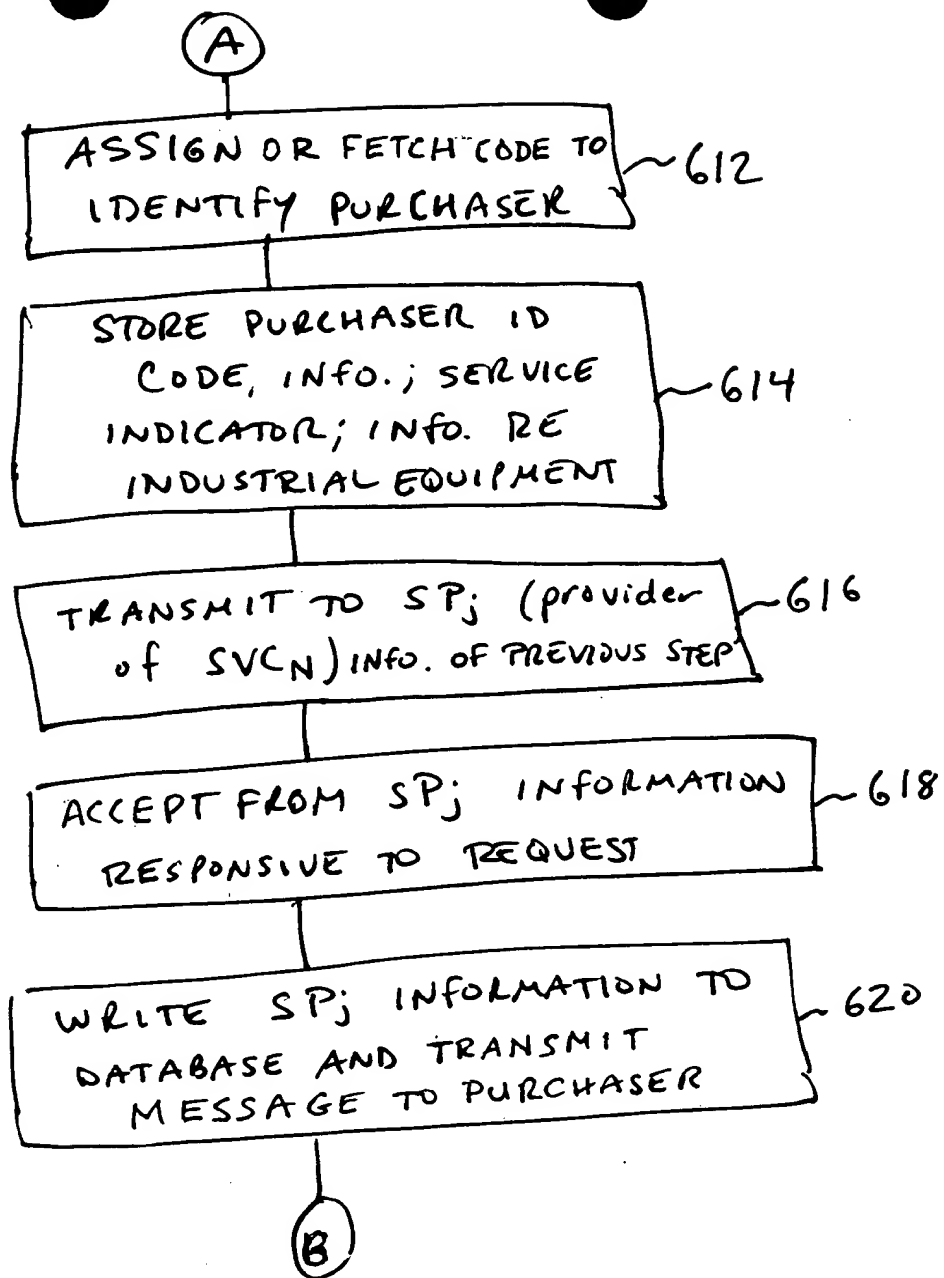 A
ASSIGN OR FETCH CODE TO
IDENTIFY PURCHASER
612
STORE PURCHASER ID
CODE, INFO.; SERVICE
INDICATOR; INFO. RE
INDUSTRIAL EQUIPMENT
614
TRANSMIT TO SPj (provider
of SVCN) INFO. OF PREVIOUS STEP
616
ACCEPT FROM SPj INFORMATION
RESPONSIVE TO REQUEST
618
WRITE SPj INFORMATION TO
DATABASE AND TRANSMIT
MESSAGE TO PURCHASER
620
B